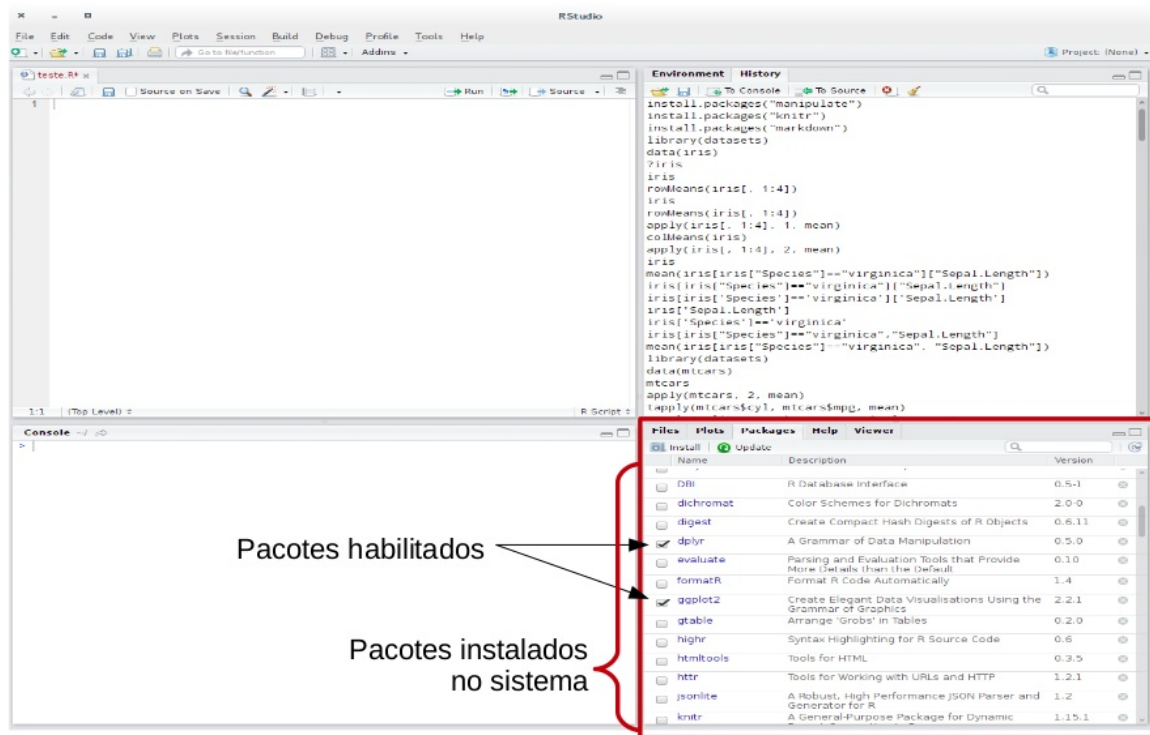 RStudio
File Edit Code View Plots Session Build Debug Profile Tools Help
Go to file/function Addins
Project: (None)
teste.R*
Source on Save Run Source
1
1:1 (Top Level) R Script
Console ~/
>
Environment History
To Console To Source
install.packages("manipulate")
install.packages("knitr")
install.packages("markdown")
library(datasets)
data(iris)
?iris
iris
rowMeans(iris[, 1:4])
iris
rowMeans(iris[, 1:4])
apply(iris[, 1:4], 1, mean)
colMeans(iris)
apply(iris[, 1:4], 2, mean)
iris
mean(iris[iris["Species"]=="virginica"]["Sepal.Length"])
iris[iris["Species"]=="virginica"]["Sepal.Length"]
iris[iris['Species']=='virginica']['Sepal.Length']
iris['Sepal.Length']
iris['Species']=='virginica'
iris[iris["Species"]=="virginica","Sepal.Length"]
mean(iris[iris["Species"]=="virginica", "Sepal.Length"])
library(datasets)
data(mtcars)
mtcars
apply(mtcars, 2, mean)
tapply(mtcars$cyl, mtcars$mpg, mean)
Files Plots Packages Help Viewer
Install Update
Name Description Version
DBI R Database Interface 0.5-1
dichromat Color Schemes for Dichromats 2.0-0
digest Create Compact Hash Digests of R Objects 0.6.11
dplyr A Grammar of Data Manipulation 0.5.0
evaluate Parsing and Evaluation Tools that Provide 0.10
More Details than the Default
formatR Format R Code Automatically 1.4
ggplot2 Create Elegant Data Visualisations Using the 2.2.1
Grammar of Graphics
gtable Arrange 'Grobs' in Tables 0.2.0
highr Syntax Highlighting for R Source Code 0.6
htmltools Tools for HTML 0.3.5
httr Tools for Working with URLs and HTTP 1.2.1
jsonlite A Robust, High Performance JSON Parser and 1.2
Generator for R
knitr A General-Purpose Package for Dynamic 1.15.1
Pacotes habilitados
Pacotes instalados
no sistema